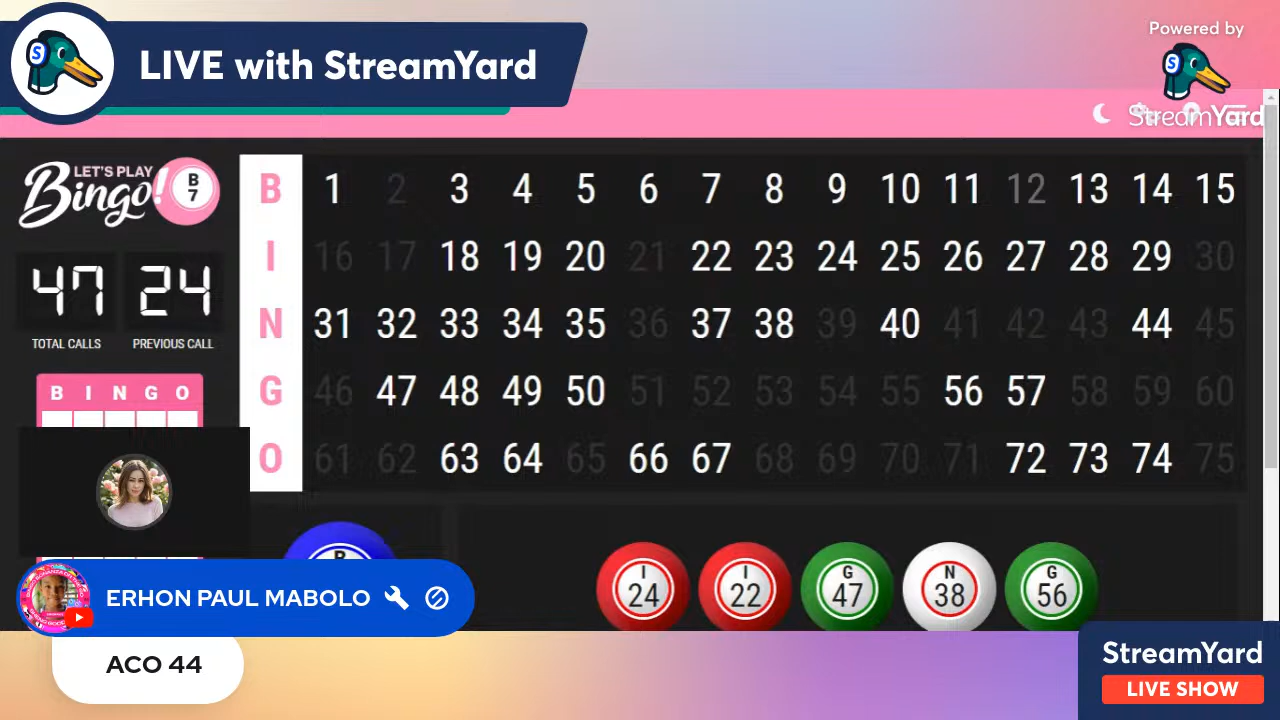 LIVE with StreamYard
Powered by
StreamYard
LET'S PLAY
Bingo!
B
7
B 1 2 3 4 5 6 7 8 9 10 11 12 13 14 15
I 16 17 18 19 20 21 22 23 24 25 26 27 28 29 30
N 31 32 33 34 35 36 37 38 39 40 41 42 43 44 45
G 46 47 48 49 50 51 52 53 54 55 56 57 58 59 60
O 61 62 63 64 65 66 67 68 69 70 71 72 73 74 75
47 24
TOTAL CALLS PREVIOUS CALL
B I N G O
B
I I G N G
24 22 47 38 56
ERHON PAUL MABOLO
ACO 44
StreamYard
LIVE SHOW